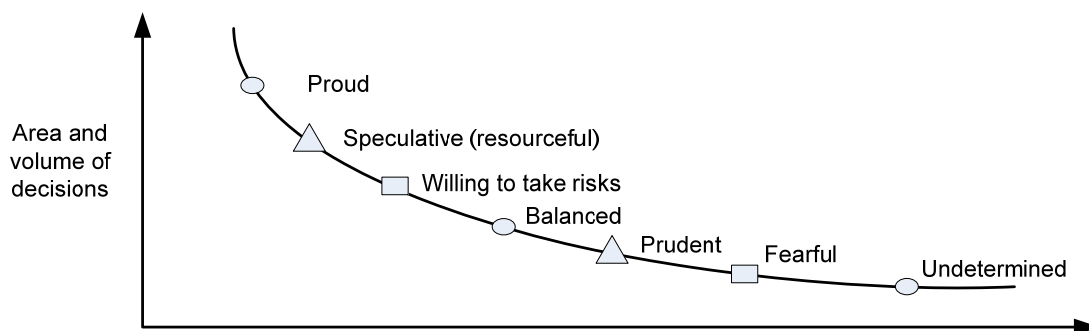 Proud
Speculative (resourceful)
Area and
volume of
decisions
Willing to take risks
Balanced
Prudent
Fearful
Undetermined